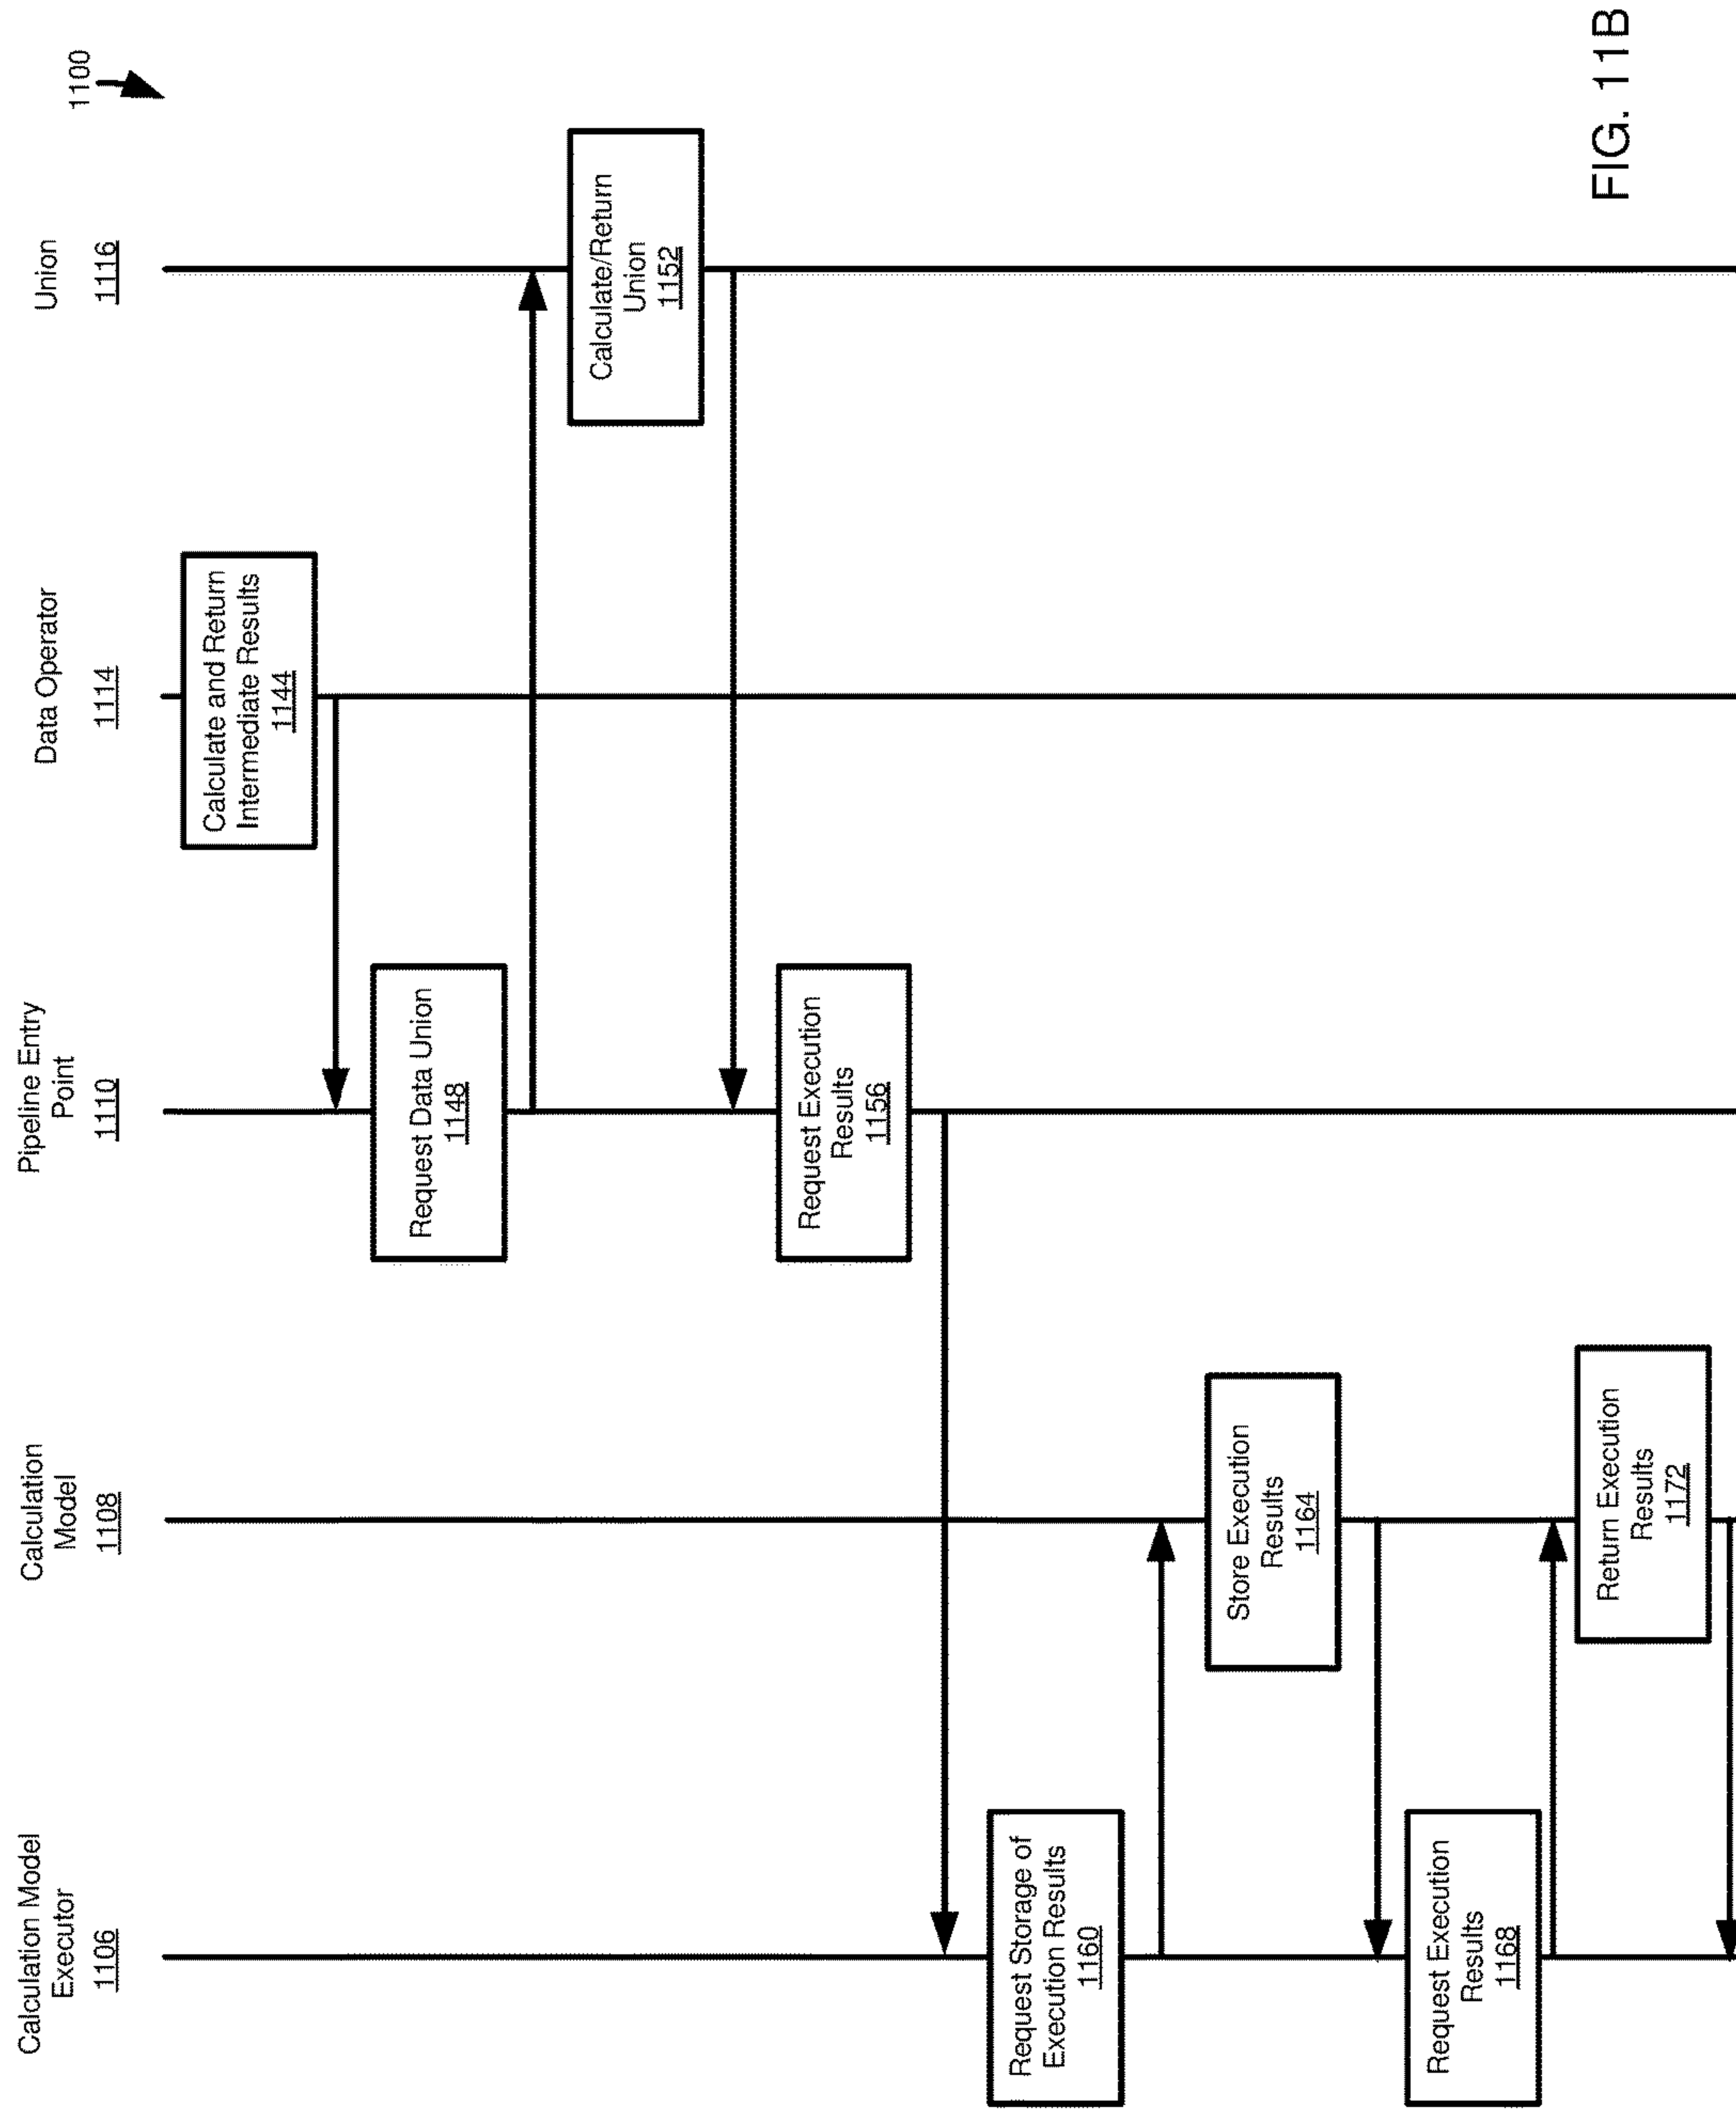 1100
Calculation Model
Executor
1106
Calculation
Model
1108
Pipeline Entry
Point
1110
Data Operator
1114
Union
1116
Calculate and Return
Intermediate Results
1144
Request Data Union
1148
Calculate/Return
Union
1152
Request Execution
Results
1156
Request Storage of
Execution Results
1160
Store Execution
Results
1164
Request Execution
Results
1168
Return Execution
Results
1172
FIG. 11B